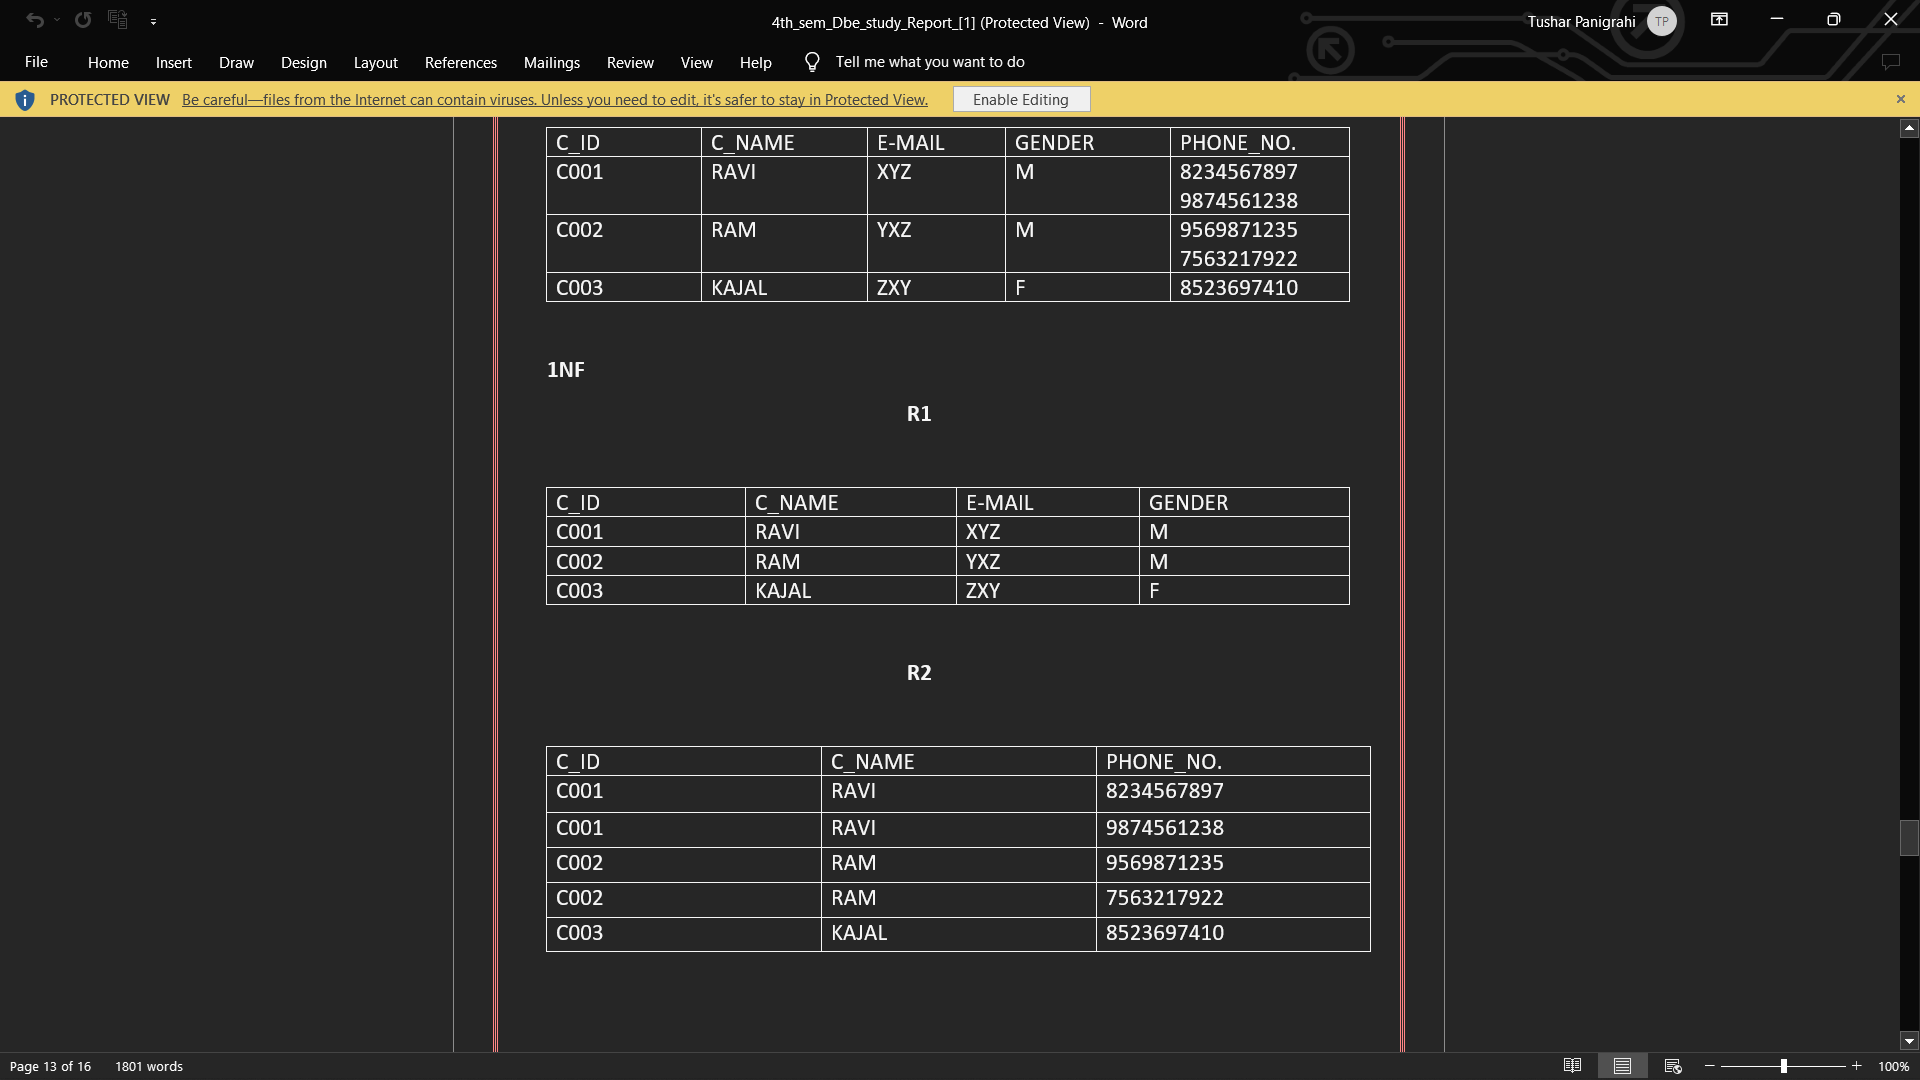 4th_sem_Dbe_study_Report_[1] (Protected View) - Word
Tushar Panigrahi TP
File Home Insert Draw Design Layout References Mailings Review View Help Tell me what you want to do
PROTECTED VIEW Be careful—files from the Internet can contain viruses. Unless you need to edit, it's safer to stay in Protected View. Enable Editing
C_ID C_NAME E-MAIL GENDER PHONE_NO.
C001 RAVI XYZ M 8234567897
9874561238
C002 RAM YXZ M 9569871235
7563217922
C003 KAJAL ZXY F 8523697410
1NF
R1
C_ID C_NAME E-MAIL GENDER
C001 RAVI XYZ M
C002 RAM YXZ M
C003 KAJAL ZXY F
R2
C_ID C_NAME PHONE_NO.
C001 RAVI 8234567897
C001 RAVI 9874561238
C002 RAM 9569871235
C002 RAM 7563217922
C003 KAJAL 8523697410
Page 13 of 16 1801 words 100%